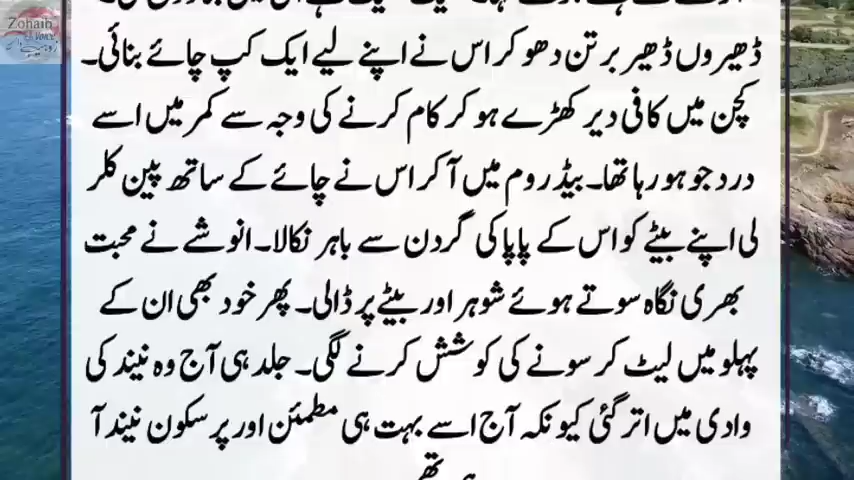 Zohaib
Voice
ڈھیروں ڈھیر برتن دھو کر اس نے اپنے لیے ایک کپ چائے بنائی۔
کچن میں کافی دیر کھڑے ہو کر کام کرنے کی وجہ سے کمر میں اسے
درد جو ہو رہا تھا۔ بیڈ روم میں آ کر اس نے چائے کے ساتھ پین کلر
لی اپنے بیٹے کو اس کے پاپا کی گردن سے باہر نکالا۔ انوشے نے محبت
بھری نگاہ سوتے ہوئے شوہر اور بیٹے پر ڈالی۔ پھر خود بھی ان کے
پہلو میں لیٹ کر سونے کی کوشش کرنے لگی۔ جلد ہی آج وہ نیند کی
وادی میں اتر گئی کیونکہ آج اسے بہت ہی مطمئن اور پر سکون نیند آ